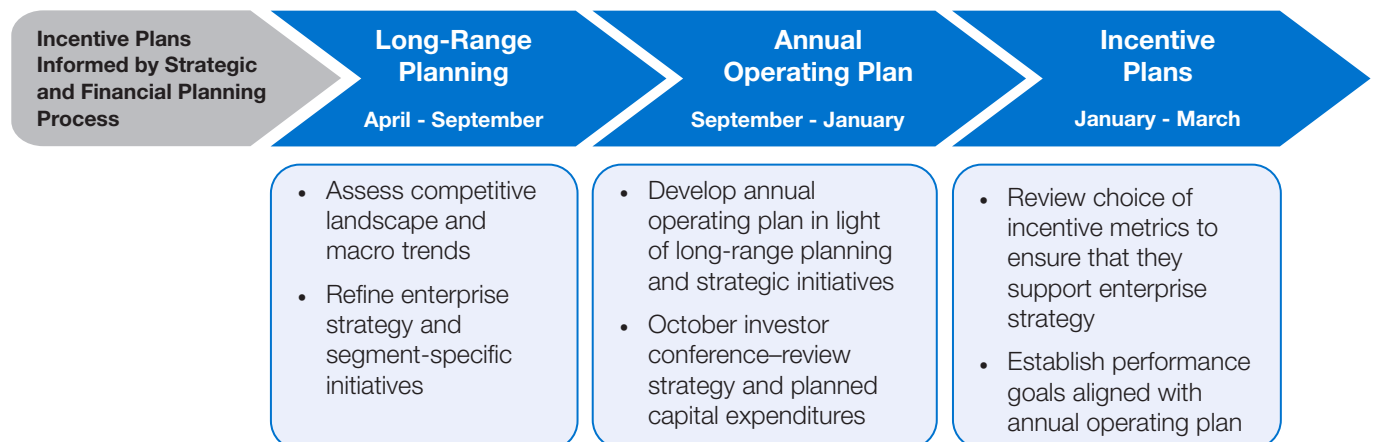 Incentive Plans
Informed by Strategic
and Financial Planning
Process
Long-Range
Planning
April - September
Annual
Operating Plan
September - January
Incentive
Plans
January - March
• Assess competitive
landscape and
macro trends
• Refine enterprise
strategy and
segment-specific
initiatives
• Develop annual
operating plan in light
of long-range planning
and strategic initiatives
• October investor
conference–review
strategy and planned
capital expenditures
• Review choice of
incentive metrics to
ensure that they
support enterprise
strategy
• Establish performance
goals aligned with
annual operating plan